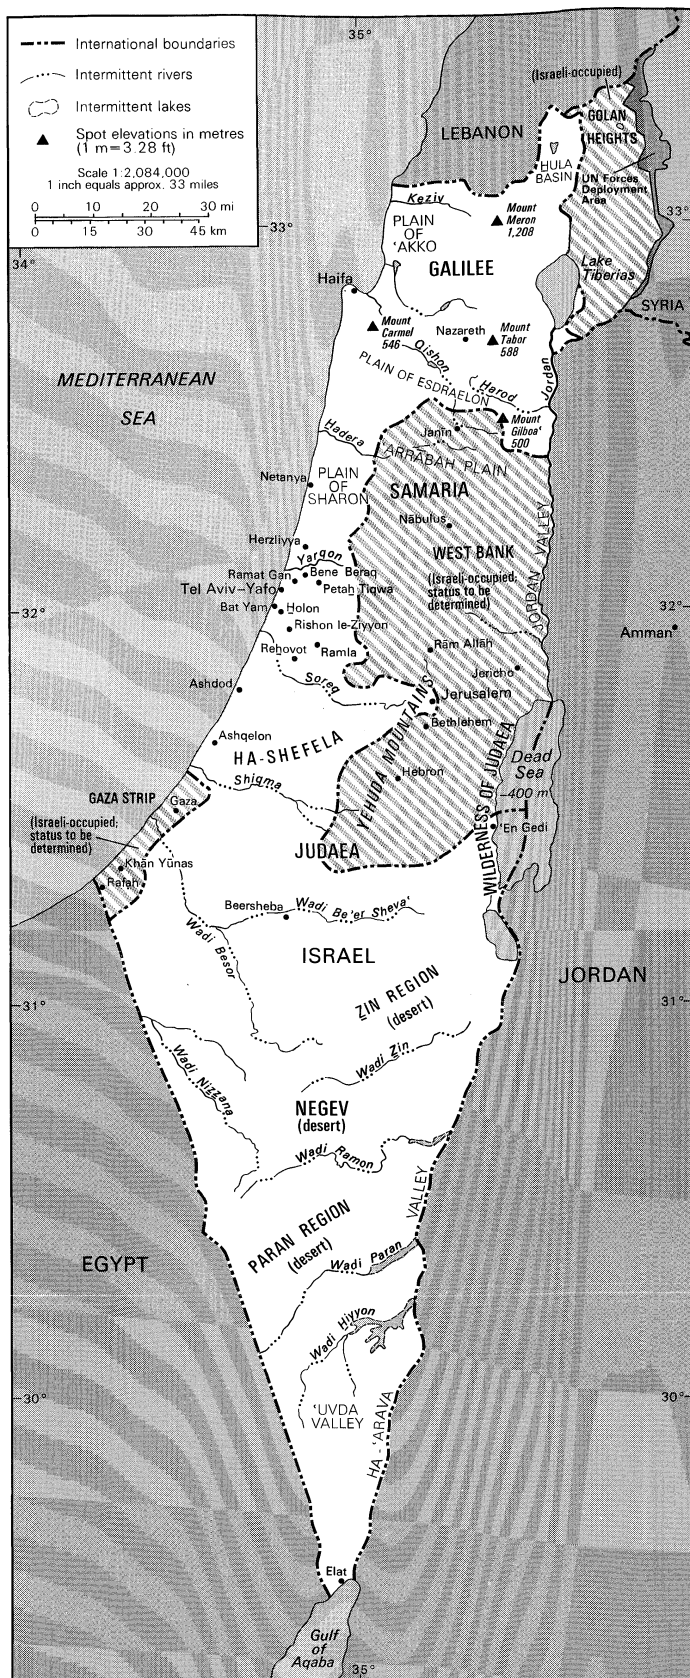 International boundaries
Intermittent rivers
Intermittent lakes
Spot elevations in metres
(1 m=3.28 ft)
Scale 1:2,084,000
1 inch equals approx. 33 miles
0 10 20 30 mi
0 15 30 45 km
35°
(Israeli-occupied)
GOLAN
HEIGHTS
LEBANON
HULA
BASIN
UN Forces
Deployment
Area
Keziv
Mount
Meron
1,208
33°
33°
PLAIN
OF
'AKKO
GALILEE
Lake
Tiberias
34°
Haifa
SYRIA
Mount
Carmel
546
Nazareth
Mount
Tabor
588
Qishon
Jordan
PLAIN OF ESDRAELON
Harod
MEDITERRANEAN
SEA
Mount
Gilboa'
500
Hadera
Janīn
'ARRABAH PLAIN
Netanya
PLAIN
OF
SHARON
SAMARIA
Nābulus
JORDAN VALLEY
Herzliyya
WEST BANK
Yarqon
Ramat Gan
Bene Beraq
(Israeli-occupied;
status to be
determined)
Tel Aviv–Yafo
Petah Tiqwa
Bat Yam
Holon
32°
32°
Rishon le-Ziyyon
Amman
Rehovot
Ramla
Rām Allāh
Jericho
Ashdod
Soreq
Jerusalem
Bethlehem
Ashqelon
HA-SHEFELA
YEHUDA MOUNTAINS
WILDERNESS OF JUDAEA
Dead
Sea
–400 m
Hebron
Shiqma
GAZA STRIP
Gaza
(Israeli-occupied;
status to be
determined)
'En Gedi
JUDAEA
Khān Yūnas
Rafah
Beersheba
Wadi Be'er Sheva'
Wadi Besor
ISRAEL
JORDAN
ZIN REGION
(desert)
31°
31°
Wadi Zin
Wadi Nizzana
NEGEV
(desert)
Wadi Ramon
VALLEY
PARAN REGION
(desert)
EGYPT
Wadi Paran
Wadi Hiyyon
30°
30°
'UVDA
VALLEY
HA-'ARAVA
Elat
Gulf
of
Aqaba
35°